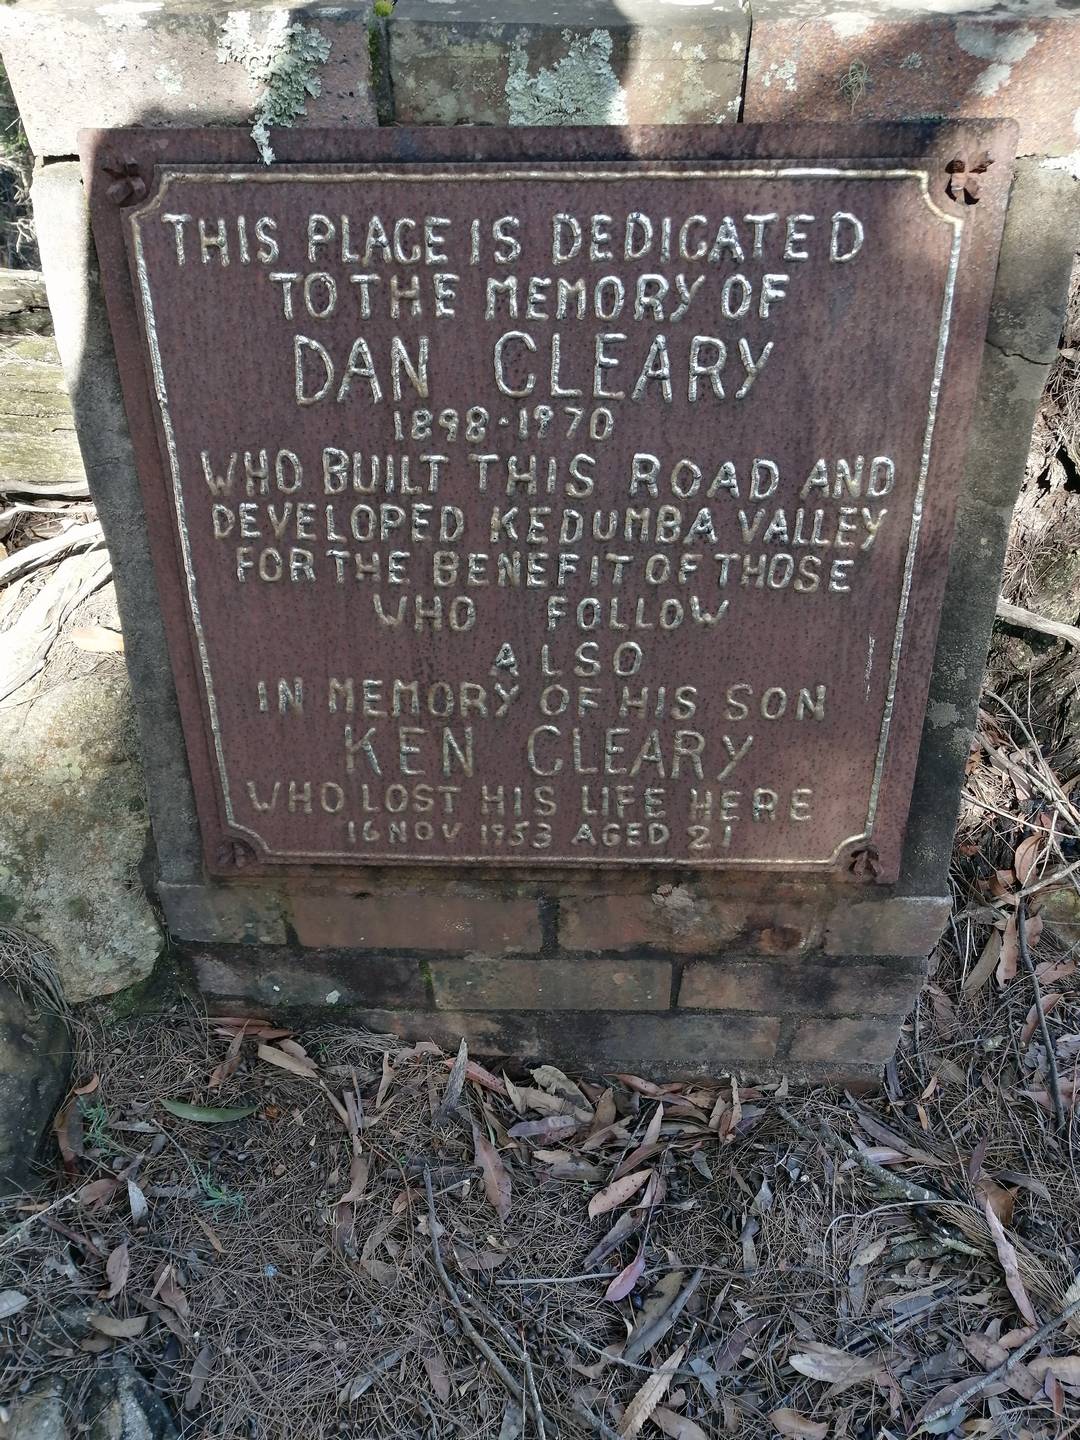 THIS PLACE IS DEDICATED
TO THE MEMORY OF
DAN CLEARY
1898-1970
WHO BUILT THIS ROAD AND
DEVELOPED KEDUMBA VALLEY
FOR THE BENEFIT OF THOSE
WHO FOLLOW
ALSO
IN MEMORY OF HIS SON
KEN CLEARY
WHO LOST HIS LIFE HERE
16 NOV 1953 AGED 21